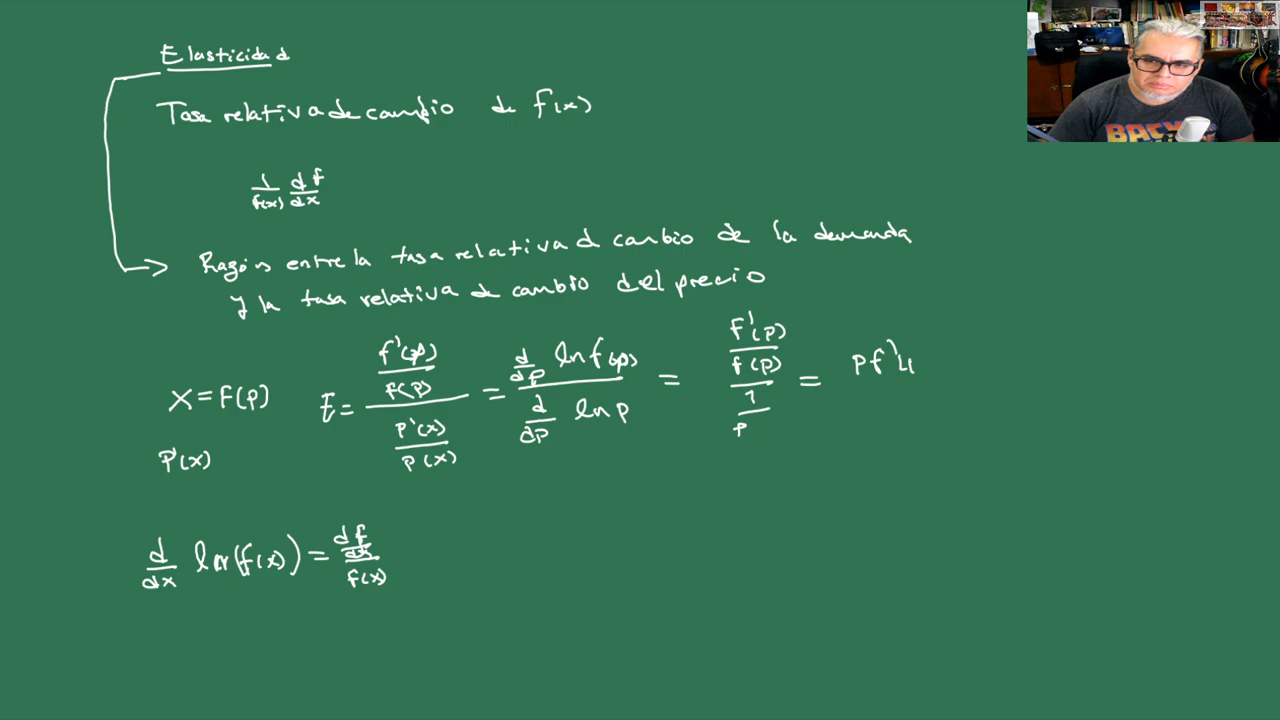 Elasticidad
Tasa relativa de cambio de f(x)
1/f(x) df/dx
Razón entre la tasa relativa d cambio de la demanda
y la tasa relativa de cambio del precio
x = f(p) E = (f'(p)/f(p))/(p'(x)/p(x)) = (d/dp ln f(p))/(d/dp ln p) = (f'(p)/f(p))/(1/p) = pf'(
p'(x)
d/dx ln(f(x)) = (df/dx)/f(x)
BACK